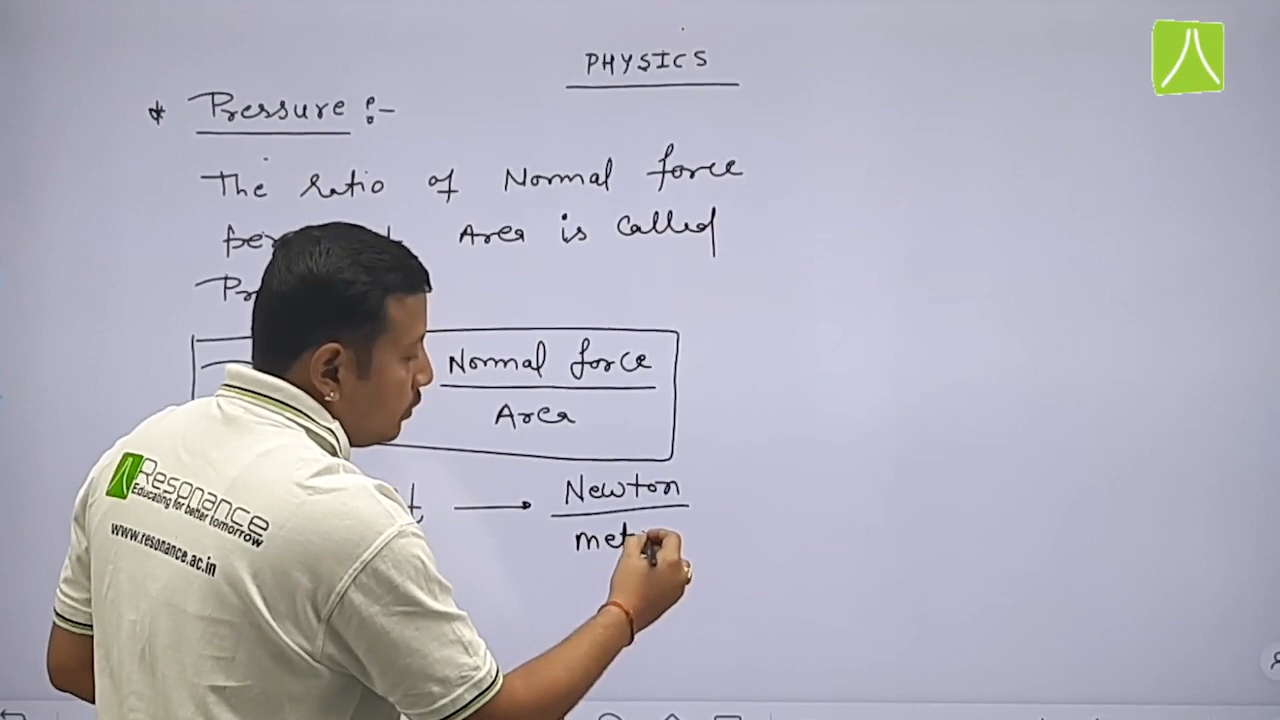 PHYSICS
* Pressure :-
The ratio of Normal force
per Area is called
Normal force
Area
Newton
met
Resonance
Educating for better tomorrow
www.resonance.ac.in